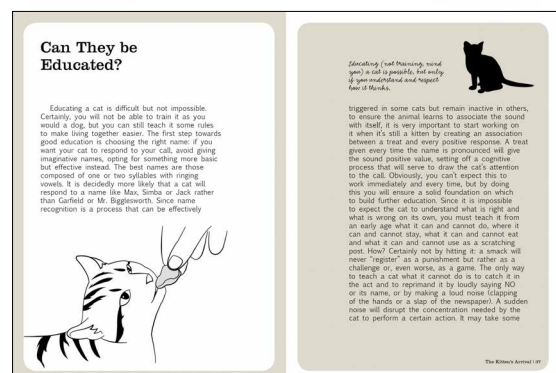 Can They be
Educated?
Educating a cat is difficult but not impossible.
Certainly, you will not be able to train it as you
would a dog, but you can still teach it some rules
to make living together easier. The first step towards
good education is choosing the right name: if you
want your cat to respond to your call, avoid giving
imaginative names, opting for something more basic
but effective instead. The best names are those
composed of one or two syllables with ringing
vowels. It is decidedly more likely that a cat will
respond to a name like Max, Simba or Jack rather
than Garfield or Mr. Bigglesworth. Since name
recognition is a process that can be effectively
Educating (not training, mind
you) a cat is possible, but only
if you understand and respect
how it thinks.
triggered in some cats but remain inactive in others,
to ensure the animal learns to associate the sound
with itself, it is very important to start working on
it when it's still a kitten by creating an association
between a treat and every positive response. A treat
given every time the name is pronounced will give
the sound positive value, setting off a cognitive
process that will serve to draw the cat's attention
to the call. Obviously, you can't expect this to
work immediately and every time, but by doing
this you will ensure a solid foundation on which
to build further education. Since it is impossible
to expect the cat to understand what is right and
what is wrong on its own, you must teach it from
an early age what it can and cannot do, where it
can and cannot stay, what it can and cannot eat
and what it can and cannot use as a scratching
post. How? Certainly not by hitting it: a smack will
never "register" as a punishment but rather as a
challenge or, even worse, as a game. The only way
to teach a cat what it cannot do is to catch it in
the act and to reprimand it by loudly saying NO
or its name, or by making a loud noise (clapping
of the hands or a slap of the newspaper). A sudden
noise will disrupt the concentration needed by the
cat to perform a certain action. It may take some
The Kitten's Arrival | 37